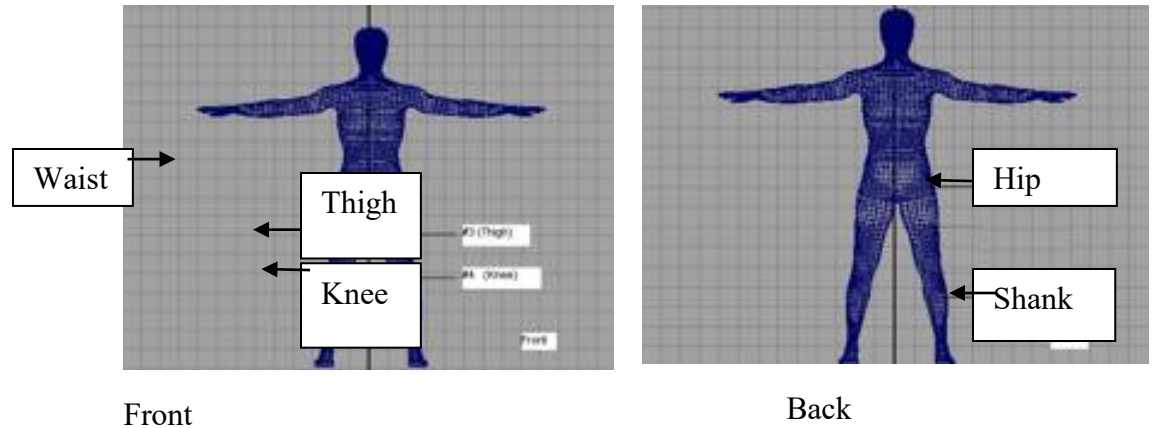 Waist
Thigh
#3 (Thigh)
Knee
#4 (Knee)
Front
Hip
Shank
Front
Back